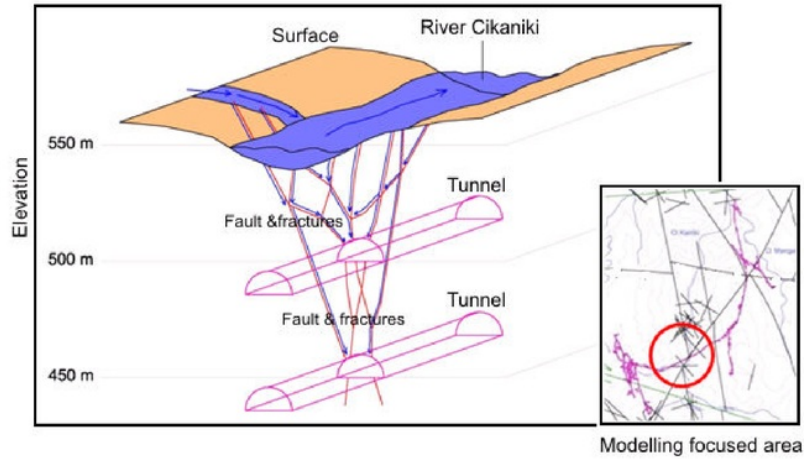 River Cikaniki
Surface
550 m
Elevation
Tunnel
Fault &fractures
500 m
Tunnel
Fault & fractures
450 m
Modelling focused area